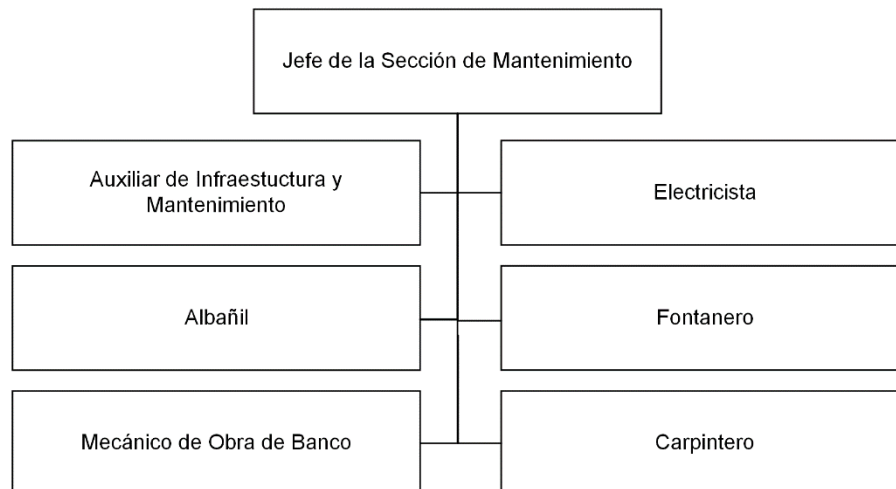 Jefe de la Sección de Mantenimiento
Auxiliar de Infraestuctura y
Mantenimiento
Electricista
Albañil
Fontanero
Mecánico de Obra de Banco
Carpintero